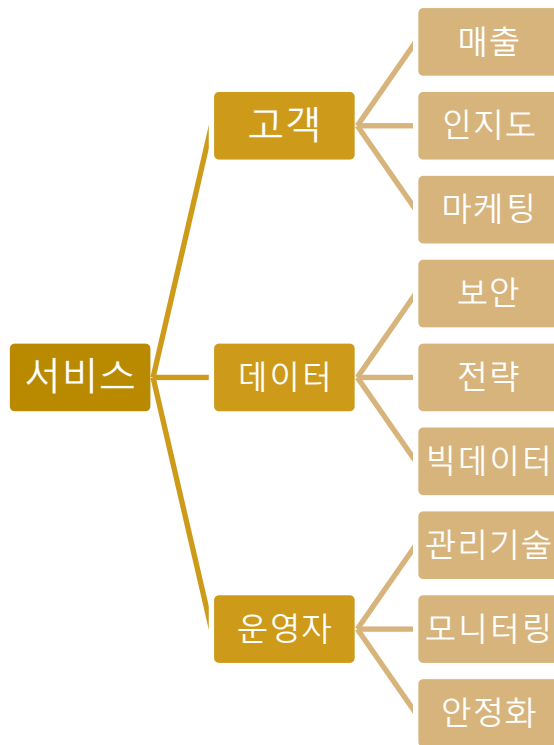 서비스
고객
매출
인지도
마케팅
데이터
보안
전략
빅데이터
운영자
관리기술
모니터링
안정화